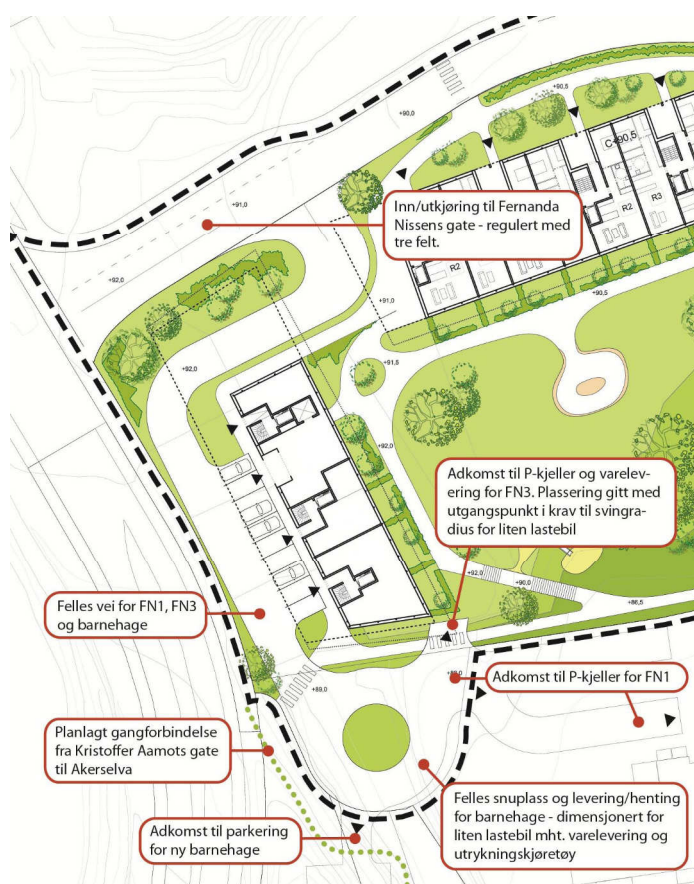 +90,5
+90,0
C+90,5
+91,0
Inn/utkjøring til Fernanda
Nissens gate - regulert med
tre felt.
R2
R3
R2
+92,0
+91,0
+90,5
+92,0
+91,5
+92,0
Adkomst til P-kjeller og varelev-
ering for FN3. Plassering gitt med
utgangspunkt i krav til svingra-
dius for liten lastebil
+92,0
+90,0
+86,5
Felles vei for FN1, FN3
og barnehage
Adkomst til P-kjeller for FN1
+89,0
Planlagt gangforbindelse
fra Kristoffer Aamots gate
til Akerselva
Felles snuplass og levering/henting
for barnehage - dimensjonert for
liten lastebil mht. varelevering og
utrykningskjøretøy
Adkomst til parkering
for ny barnehage